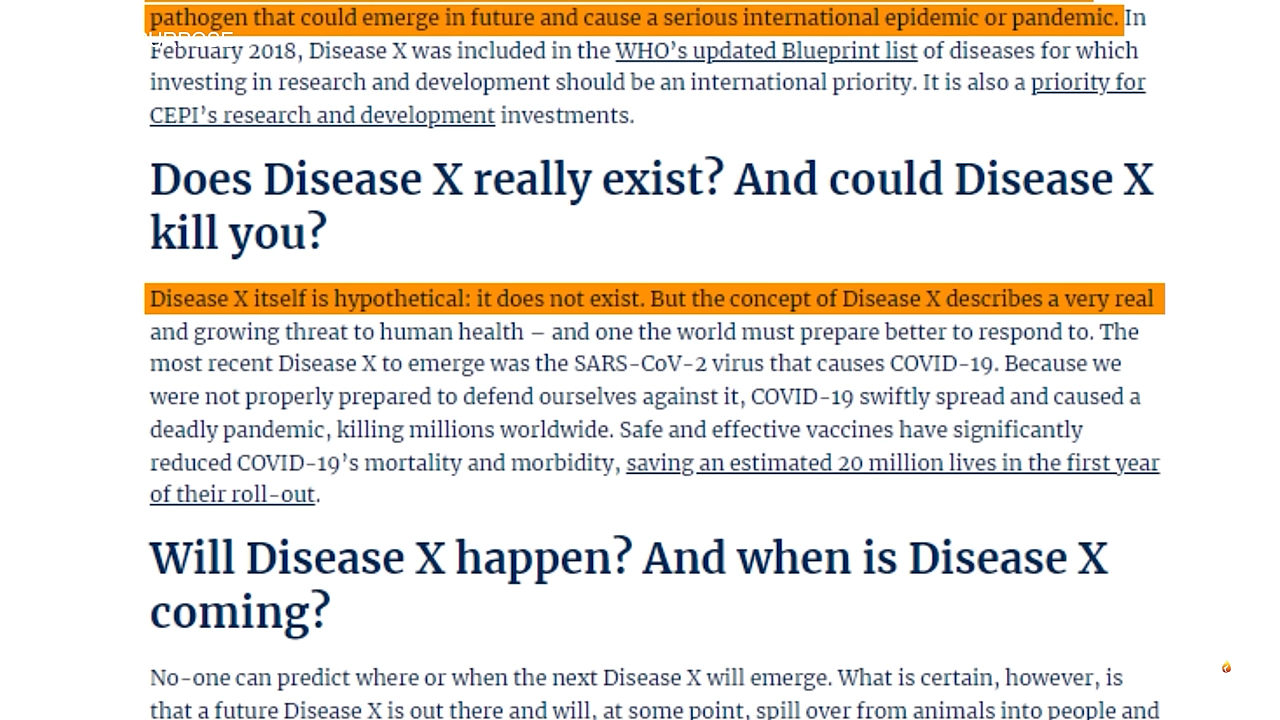 pathogen that could emerge in future and cause a serious international epidemic or pandemic. In
February 2018, Disease X was included in the WHO’s updated Blueprint list of diseases for which
investing in research and development should be an international priority. It is also a priority for
CEPI’s research and development investments.
Does Disease X really exist? And could Disease X
kill you?
Disease X itself is hypothetical: it does not exist. But the concept of Disease X describes a very real
and growing threat to human health – and one the world must prepare better to respond to. The
most recent Disease X to emerge was the SARS-CoV-2 virus that causes COVID-19. Because we
were not properly prepared to defend ourselves against it, COVID-19 swiftly spread and caused a
deadly pandemic, killing millions worldwide. Safe and effective vaccines have significantly
reduced COVID-19’s mortality and morbidity, saving an estimated 20 million lives in the first year
of their roll-out.
Will Disease X happen? And when is Disease X
coming?
No-one can predict where or when the next Disease X will emerge. What is certain, however, is
that a future Disease X is out there and will, at some point, spill over from animals into people and